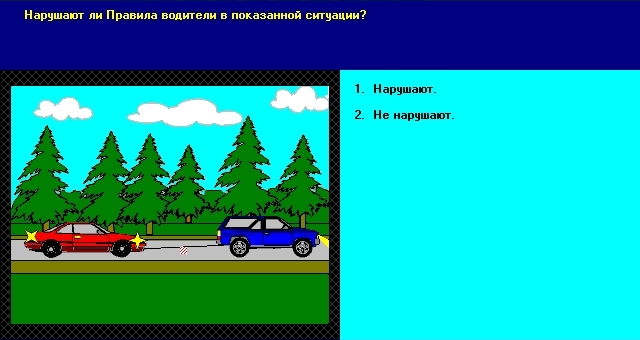 Нарушают ли Правила водители в показанной ситуации?
1. Нарушают.
2. Не нарушают.